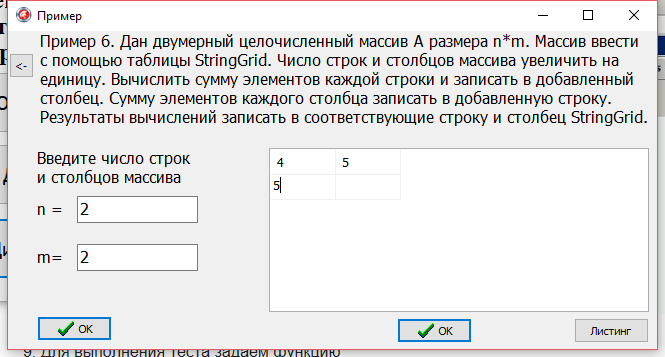 Пример
Пример 6. Дан двумерный целочисленный массив А размера n*m. Массив ввести
с помощью таблицы StringGrid. Число строк и столбцов массива увеличить на
<-
единицу. Вычислить сумму элементов каждой строки и записать в добавленный
столбец. Сумму элементов каждого столбца записать в добавленную строку.
Результаты вычислений записать в соответствующие строку и столбец StringGrid.
Введите число строк
и столбцов массива
n = 2
m= 2
4 5
5
OK
OK
Листинг
9. Для выполнения теста задаем функцию